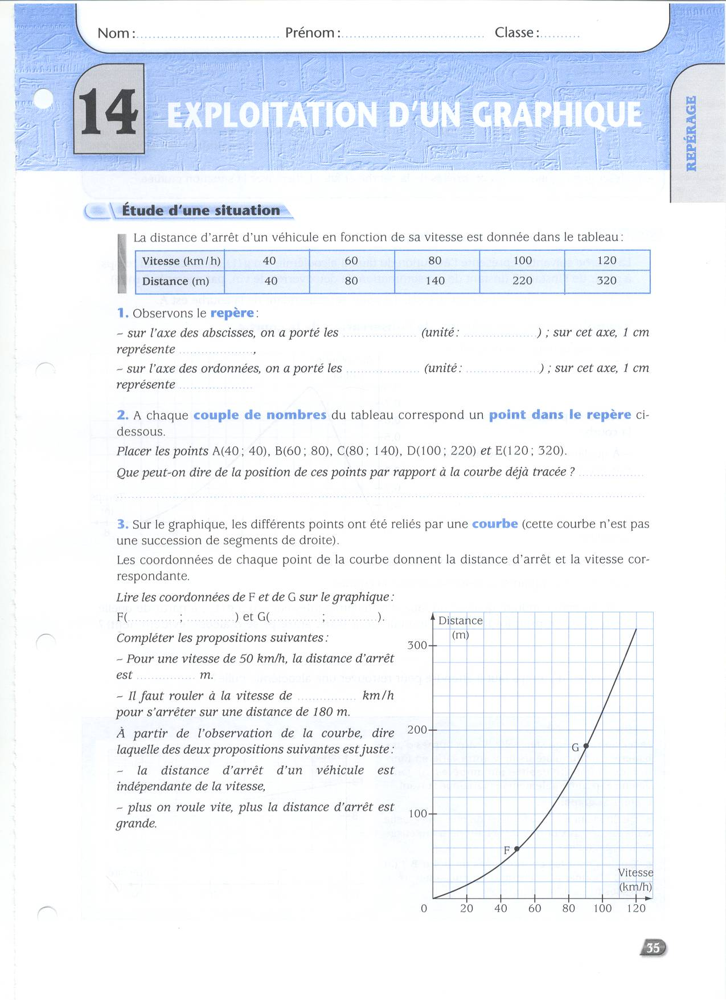 Nom :.................................... Prénom :.................................... Classe :..........
14
EXPLOITATION D'UN GRAPHIQUE
REPÉRAGE
Étude d'une situation
La distance d'arrêt d'un véhicule en fonction de sa vitesse est donnée dans le tableau :
Vitesse (km/h) 40 60 80 100 120
Distance (m) 40 80 140 220 320
1. Observons le repère :
– sur l'axe des abscisses, on a porté les .................... (unité : ....................) ; sur cet axe, 1 cm
représente ....................,
– sur l'axe des ordonnées, on a porté les .................... (unité : ....................) ; sur cet axe, 1 cm
représente ....................
2. A chaque couple de nombres du tableau correspond un point dans le repère ci-
dessous.
Placer les points A(40 ; 40), B(60 ; 80), C(80 ; 140), D(100 ; 220) et E(120 ; 320).
Que peut-on dire de la position de ces points par rapport à la courbe déjà tracée ? ..................
3. Sur le graphique, les différents points ont été reliés par une courbe (cette courbe n'est pas
une succession de segments de droite).
Les coordonnées de chaque point de la courbe donnent la distance d'arrêt et la vitesse cor-
respondante.
Lire les coordonnées de F et de G sur le graphique :
F(............. ; .............) et G(............. ; .............).
Compléter les propositions suivantes :
– Pour une vitesse de 50 km/h, la distance d'arrêt
est ................ m.
– Il faut rouler à la vitesse de ................ km/h
pour s'arrêter sur une distance de 180 m.
À partir de l'observation de la courbe, dire
laquelle des deux propositions suivantes est juste :
– la distance d'arrêt d'un véhicule est
indépendante de la vitesse,
– plus on roule vite, plus la distance d'arrêt est
grande.
Distance
(m)
300
200
G
100
F
Vitesse
(km/h)
0 20 40 60 80 100 120
35